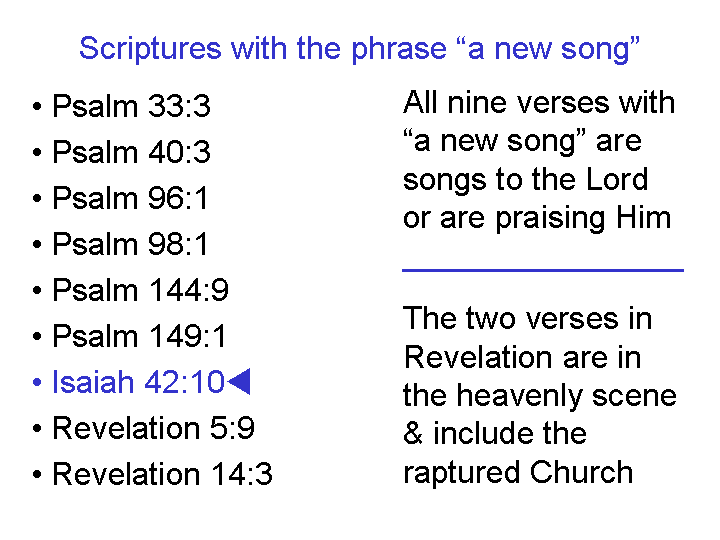 Scriptures with the phrase “a new song”
• Psalm 33:3
• Psalm 40:3
• Psalm 96:1
• Psalm 98:1
• Psalm 144:9
• Psalm 149:1
• Isaiah 42:10
• Revelation 5:9
• Revelation 14:3
All nine verses with
“a new song” are
songs to the Lord
or are praising Him
The two verses in
Revelation are in
the heavenly scene
& include the
raptured Church